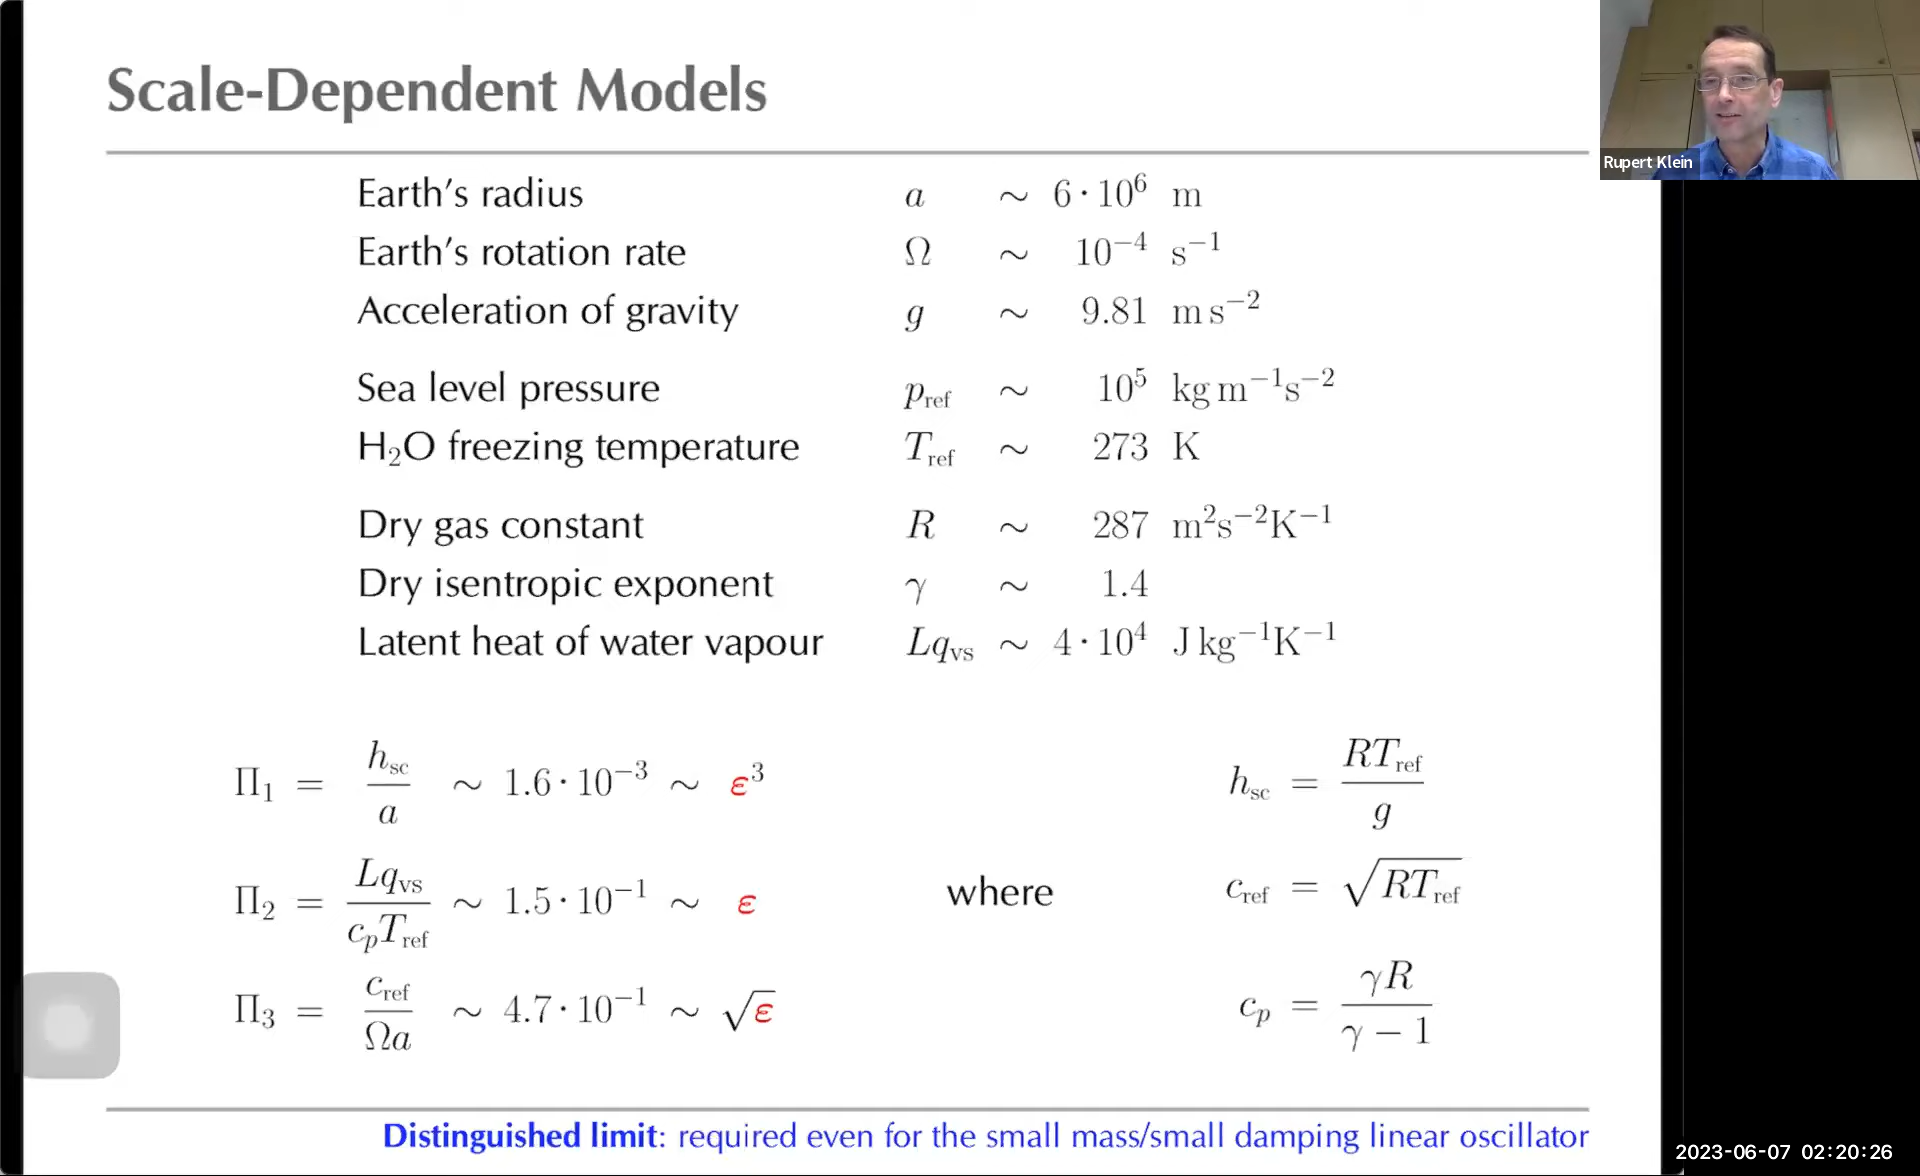 Scale-Dependent Models
Rupert Klein
Earth's radius a ∼ 6·10⁶ m
Earth's rotation rate Ω ∼ 10⁻⁴ s⁻¹
Acceleration of gravity g ∼ 9.81 m s⁻²
Sea level pressure p_ref ∼ 10⁵ kg m⁻¹s⁻²
H₂O freezing temperature T_ref ∼ 273 K
Dry gas constant R ∼ 287 m²s⁻²K⁻¹
Dry isentropic exponent γ ∼ 1.4
Latent heat of water vapour Lq_vs ∼ 4·10⁴ J kg⁻¹K⁻¹
Π₁ = h_sc / a ∼ 1.6·10⁻³ ∼ ε³
h_sc = RT_ref / g
Π₂ = Lq_vs / c_pT_ref ∼ 1.5·10⁻¹ ∼ ε
where
c_ref = √RT_ref
Π₃ = c_ref / Ωa ∼ 4.7·10⁻¹ ∼ √ε
c_p = γR / γ − 1
Distinguished limit: required even for the small mass/small damping linear oscillator
2023-06-07 02:20:26